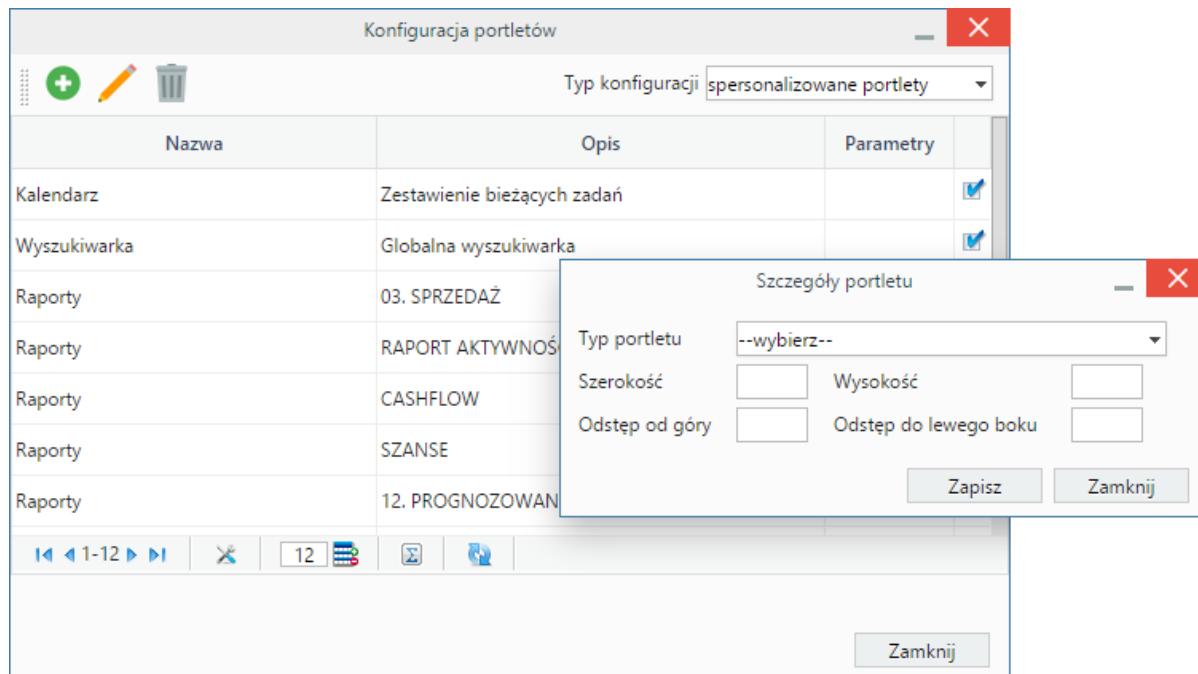 Konfiguracja portletów
Typ konfiguracji spersonalizowane portlety
Nazwa Opis Parametry
Kalendarz Zestawienie bieżących zadań
Wyszukiwarka Globalna wyszukiwarka
Raporty 03. SPRZEDAŻ
Raporty RAPORT
Raporty CASHFLOW
Raporty SZANSE
Raporty 12.
1-12 12 Σ
Zamknij
Szczegóły portletu
Typ portletu --wybierz--
Szerokość Wysokość
Odstęp od góry Odstęp do lewego boku
Zapisz Zamknij